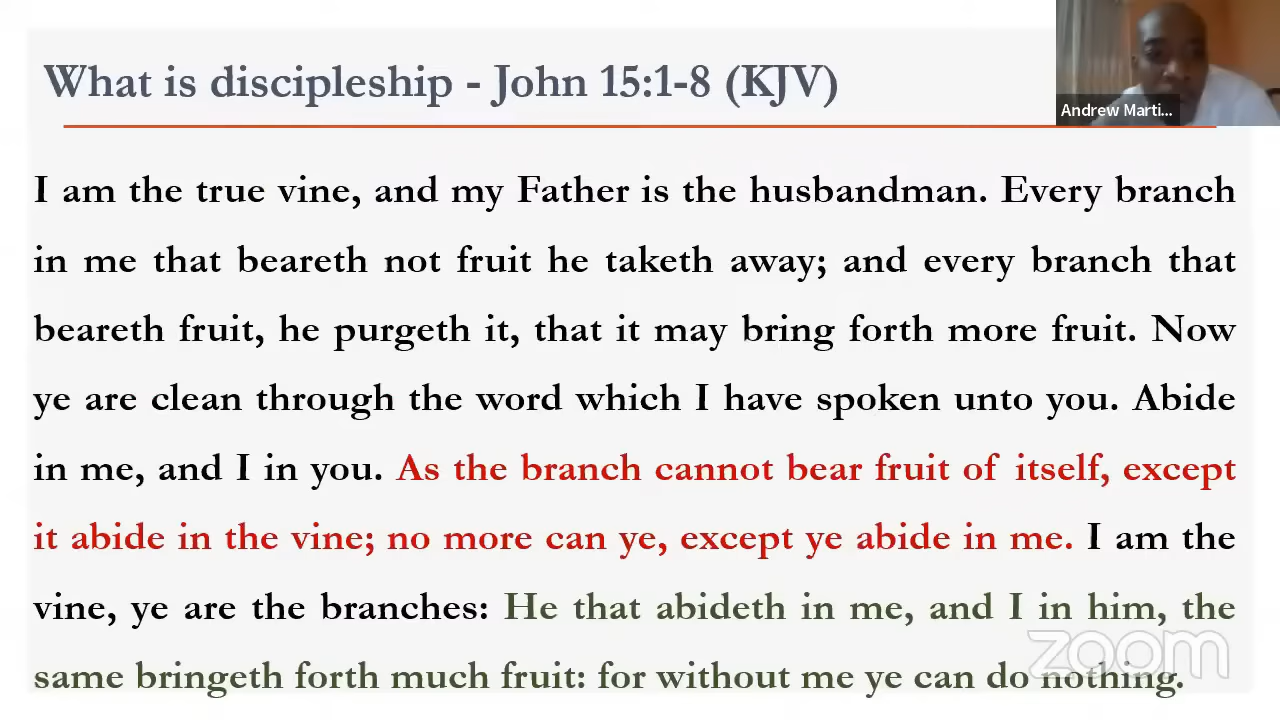 What is discipleship - John 15:1-8 (KJV)
Andrew Marti...
I am the true vine, and my Father is the husbandman. Every branch
in me that beareth not fruit he taketh away; and every branch that
beareth fruit, he purgeth it, that it may bring forth more fruit. Now
ye are clean through the word which I have spoken unto you. Abide
in me, and I in you. As the branch cannot bear fruit of itself, except
it abide in the vine; no more can ye, except ye abide in me. I am the
vine, ye are the branches: He that abideth in me, and I in him, the
same bringeth forth much fruit: for without me ye can do nothing.
zoom